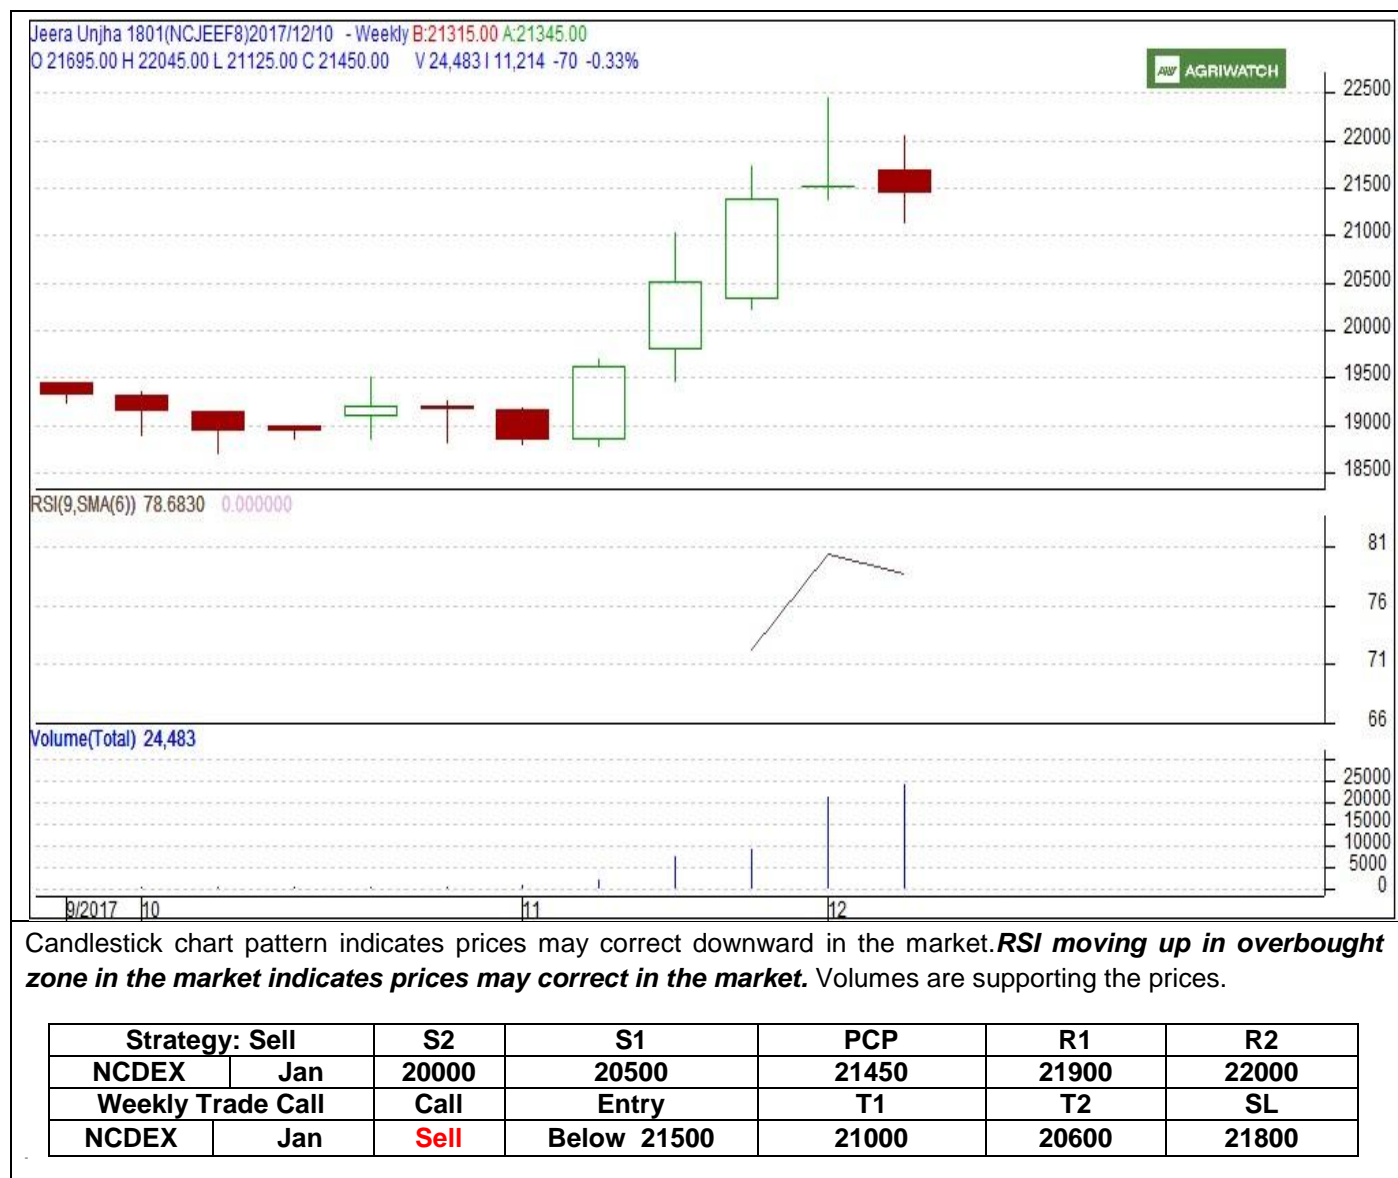 Jeera Unjha 1801(NCJEEF8)2017/12/10 - Weekly B:21315.00 A:21345.00
O 21695.00 H 22045.00 L 21125.00 C 21450.00 V 24,483 I 11,214 -70 -0.33%
AW AGRIWATCH
22500
22000
21500
21000
20500
20000
19500
19000
18500
RSI(9,SMA(6)) 78.6830 0.000000
81
76
71
66
Volume(Total) 24,483
25000
20000
15000
10000
5000
0
9/2017 10 11 12
Candlestick chart pattern indicates prices may correct downward in the market.RSI moving up in overbought
zone in the market indicates prices may correct in the market. Volumes are supporting the prices.
Strategy: Sell S2 S1 PCP R1 R2
NCDEX Jan 20000 20500 21450 21900 22000
Weekly Trade Call Call Entry T1 T2 SL
NCDEX Jan Sell Below 21500 21000 20600 21800